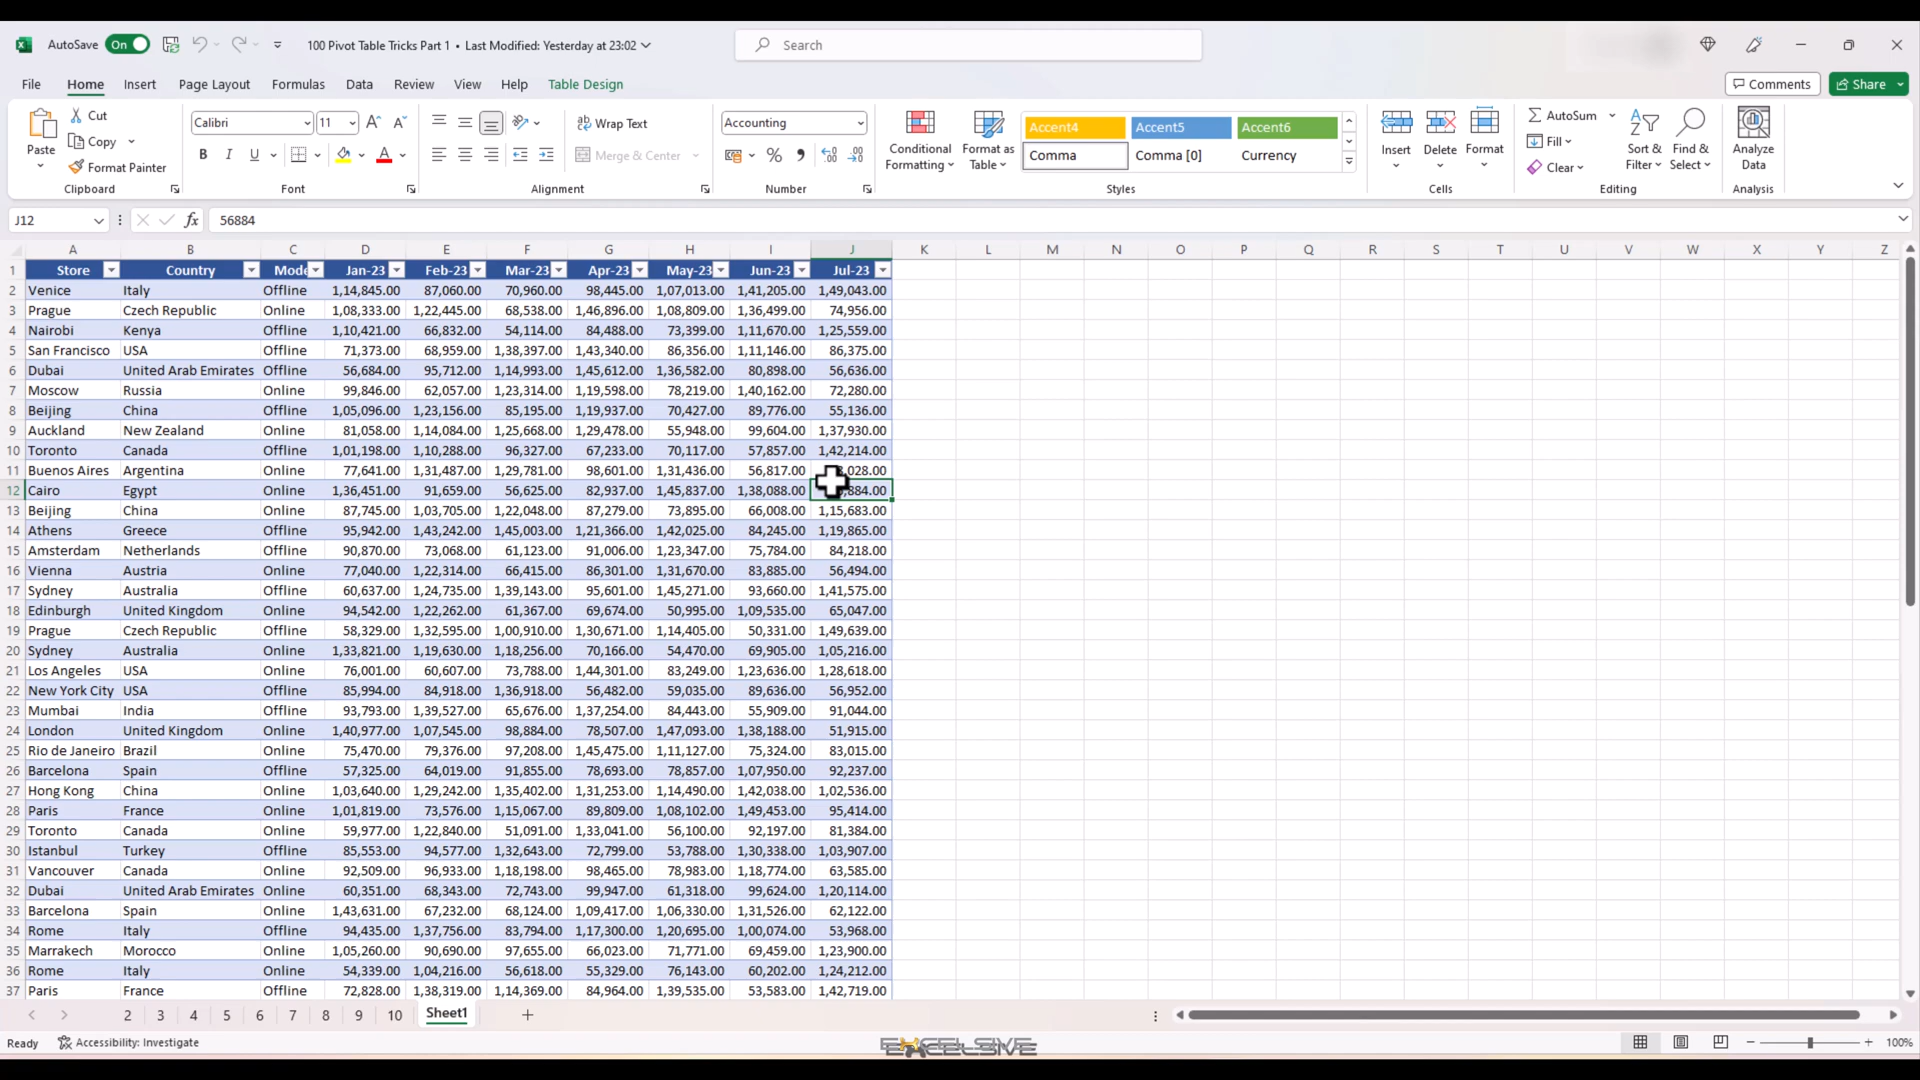 AutoSave On 100 Pivot Table Tricks Part 1 • Last Modified: Yesterday at 23:02 Search
File Home Insert Page Layout Formulas Data Review View Help Table Design Comments Share
Paste Cut Copy Format Painter Clipboard
Calibri 11 B I U A Font
Wrap Text Merge & Center Alignment
Accounting % Number
Conditional Formatting Format as Table
Accent4 Accent5 Accent6
Comma Comma [0] Currency
Styles
Insert Delete Format Cells
AutoSum Fill Clear Sort & Filter Find & Select Editing
Analyze Data Analysis
J12 fx 56884
A B C D E F G H I J K L M N O P Q R S T U V W X Y Z
1 Store Country Mode Jan-23 Feb-23 Mar-23 Apr-23 May-23 Jun-23 Jul-23
2 Venice Italy Offline 1,14,845.00 87,060.00 70,960.00 98,445.00 1,07,013.00 1,41,205.00 1,49,043.00
3 Prague Czech Republic Online 1,08,333.00 1,22,445.00 68,538.00 1,46,896.00 1,08,809.00 1,36,499.00 74,956.00
4 Nairobi Kenya Offline 1,10,421.00 66,832.00 54,114.00 84,488.00 73,399.00 1,11,670.00 1,25,559.00
5 San Francisco USA Offline 71,373.00 68,959.00 1,38,397.00 1,43,340.00 86,356.00 1,11,146.00 86,375.00
6 Dubai United Arab Emirates Offline 56,684.00 95,712.00 1,14,993.00 1,45,612.00 1,36,582.00 80,898.00 56,636.00
7 Moscow Russia Online 99,846.00 62,057.00 1,23,314.00 1,19,598.00 78,219.00 1,40,162.00 72,280.00
8 Beijing China Offline 1,05,096.00 1,23,156.00 85,195.00 1,19,937.00 70,427.00 89,776.00 55,136.00
9 Auckland New Zealand Online 81,058.00 1,14,084.00 1,25,668.00 1,29,478.00 55,948.00 99,604.00 1,37,930.00
10 Toronto Canada Offline 1,01,198.00 1,10,288.00 96,327.00 67,233.00 70,117.00 57,857.00 1,42,214.00
11 Buenos Aires Argentina Online 77,641.00 1,31,487.00 1,29,781.00 98,601.00 1,31,436.00 56,817.00
12 Cairo Egypt Online 1,36,451.00 91,659.00 56,625.00 82,937.00 1,45,837.00 1,38,088.00
13 Beijing China Online 87,745.00 1,03,705.00 1,22,048.00 87,279.00 73,895.00 66,008.00 1,15,683.00
14 Athens Greece Offline 95,942.00 1,43,242.00 1,45,003.00 1,21,366.00 1,42,025.00 84,245.00 1,19,865.00
15 Amsterdam Netherlands Offline 90,870.00 73,068.00 61,123.00 91,006.00 1,23,347.00 75,784.00 84,218.00
16 Vienna Austria Online 77,040.00 1,22,314.00 66,415.00 86,301.00 1,31,670.00 83,885.00 56,494.00
17 Sydney Australia Offline 60,637.00 1,24,735.00 1,39,143.00 95,601.00 1,45,271.00 93,660.00 1,41,575.00
18 Edinburgh United Kingdom Online 94,542.00 1,22,262.00 61,367.00 69,674.00 50,995.00 1,09,535.00 65,047.00
19 Prague Czech Republic Offline 58,329.00 1,32,595.00 1,00,910.00 1,30,671.00 1,14,405.00 50,331.00 1,49,639.00
20 Sydney Australia Online 1,33,821.00 1,19,630.00 1,18,256.00 70,166.00 54,470.00 69,905.00 1,05,216.00
21 Los Angeles USA Online 76,001.00 60,607.00 73,788.00 1,44,301.00 83,249.00 1,23,636.00 1,28,618.00
22 New York City USA Offline 85,994.00 84,918.00 1,36,918.00 56,482.00 59,035.00 89,636.00 56,952.00
23 Mumbai India Offline 93,793.00 1,39,527.00 65,676.00 1,37,254.00 84,443.00 55,909.00 91,044.00
24 London United Kingdom Online 1,40,977.00 1,07,545.00 98,884.00 78,507.00 1,47,093.00 1,38,188.00 51,915.00
25 Rio de Janeiro Brazil Online 75,470.00 79,376.00 97,208.00 1,45,475.00 1,11,127.00 75,324.00 83,015.00
26 Barcelona Spain Offline 57,325.00 64,019.00 91,855.00 78,693.00 78,857.00 1,07,950.00 92,237.00
27 Hong Kong China Online 1,03,640.00 1,29,242.00 1,35,402.00 1,31,253.00 1,14,490.00 1,42,038.00 1,02,536.00
28 Paris France Online 1,01,819.00 73,576.00 1,15,067.00 89,809.00 1,08,102.00 1,49,453.00 95,414.00
29 Toronto Canada Online 59,977.00 1,22,840.00 51,091.00 1,33,041.00 56,100.00 92,197.00 81,384.00
30 Istanbul Turkey Offline 85,553.00 94,577.00 1,32,643.00 72,799.00 53,788.00 1,30,338.00 1,03,907.00
31 Vancouver Canada Online 92,509.00 96,933.00 1,18,198.00 98,465.00 78,983.00 1,18,774.00 63,585.00
32 Dubai United Arab Emirates Online 60,351.00 68,343.00 72,743.00 99,947.00 61,318.00 99,624.00 1,20,114.00
33 Barcelona Spain Online 1,43,631.00 67,232.00 68,124.00 1,09,417.00 1,06,330.00 1,31,526.00 62,122.00
34 Rome Italy Offline 94,435.00 1,37,756.00 83,794.00 1,17,300.00 1,20,695.00 1,00,074.00 53,968.00
35 Marrakech Morocco Online 1,05,260.00 90,690.00 97,655.00 66,023.00 71,771.00 69,459.00 1,23,900.00
36 Rome Italy Online 54,339.00 1,04,216.00 56,618.00 55,329.00 76,143.00 60,202.00 1,24,212.00
37 Paris France Offline 72,828.00 1,38,319.00 1,14,369.00 84,964.00 1,39,535.00 53,583.00 1,42,719.00
2 3 4 5 6 7 8 9 10 Sheet1
Ready Accessibility: Investigate EXCELSIVE 100%